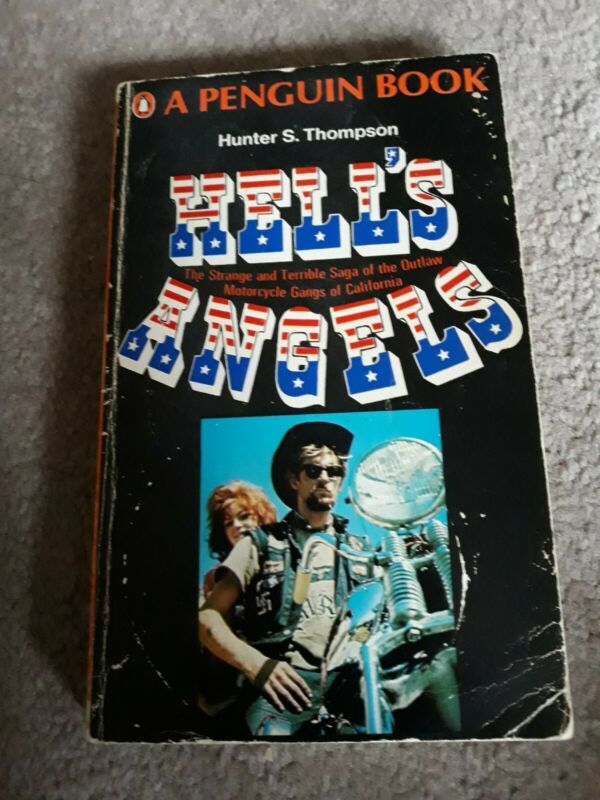 A PENGUIN BOOK
Hunter S. Thompson
HELL'S
The Strange and Terrible Saga of the Outlaw
Motorcycle Gangs of California
ANGELS